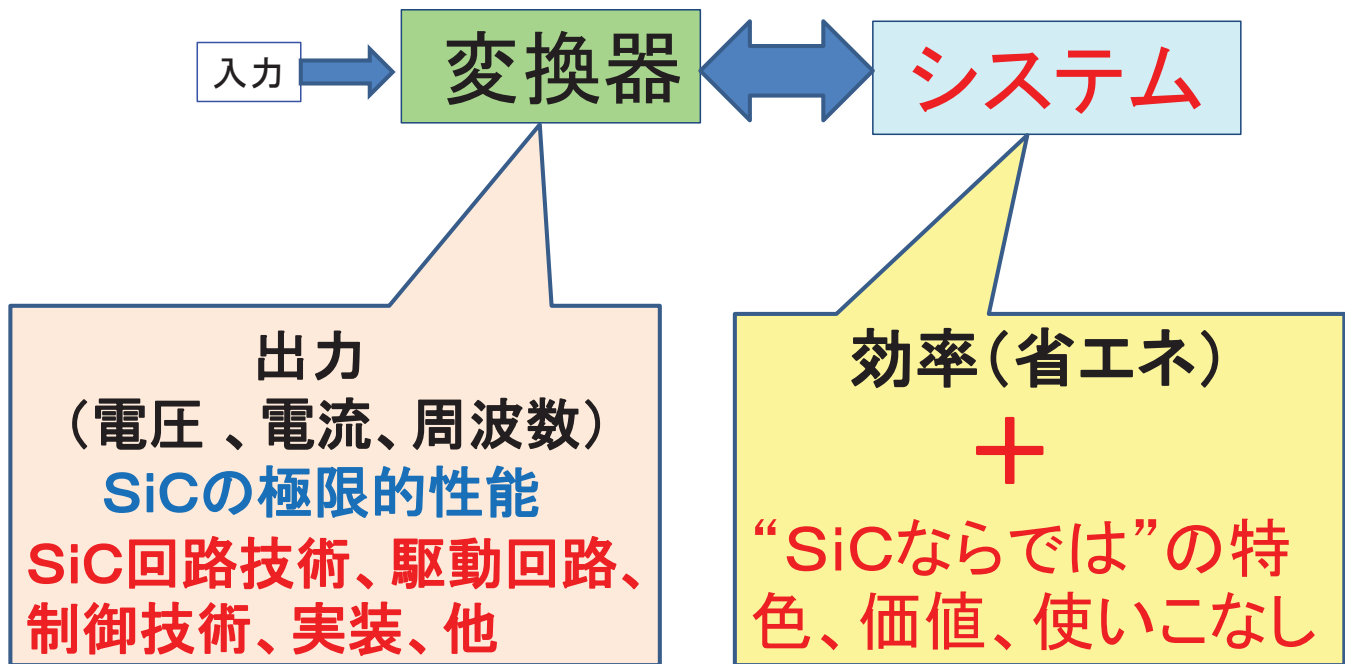 入力
変換器
システム
出力
（電圧 、電流、周波数）
SiCの極限的性能
SiC回路技術、駆動回路、
制御技術、実装、他
効率（省エネ）
＋
“SiCならでは”の特
色、価値、使いこなし